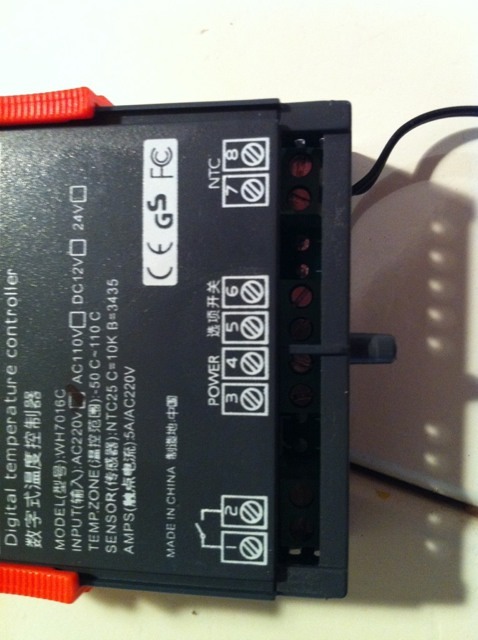 Digital temperature controller
数字式温度控制器
MODEL(型号):WH7016C
INPUT(输入):AC220V AC110V DC12V 24V
TEMP.ZONE(温控范围):-50 C~110 C
SENSOR(传感器):NTC25 C=10K B=3435
AMPS(触点电流):5A/AC220V
CE GS FC
MADE IN CHINA 制造地:中国
POWER 选项开关 NTC
1 2 3 4 5 6 7 8